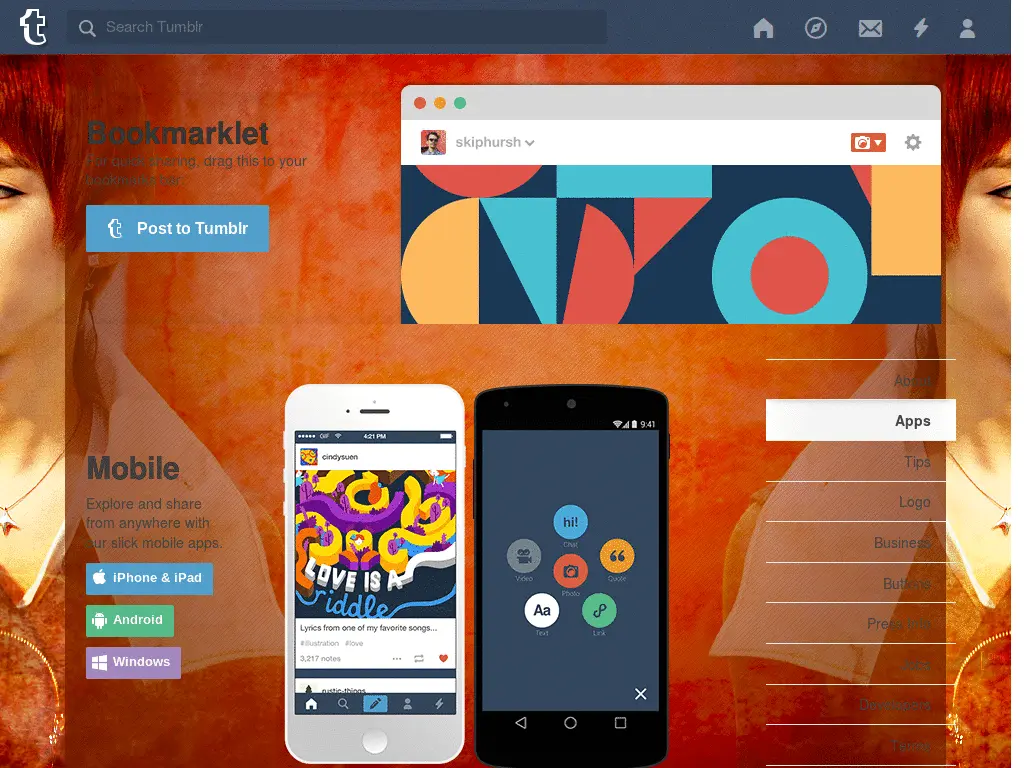 Search Tumblr
Bookmarklet
For quick sharing, drag this to your
bookmarks bar:
Post to Tumblr
skiphursh
Mobile
Explore and share
from anywhere with
our slick mobile apps.
iPhone & iPad
Android
Windows
GIF
4:21 PM
cindysuen
LOVE IS A
riddle
Lyrics from one of my favorite songs...
#illustration #love
3,217 notes
rustic-things
9:41
hi!
Chat
Video
Quote
Photo
Aa
Text
Link
About
Apps
Tips
Logo
Business
Buttons
Press Info
Jobs
Developers
Terms